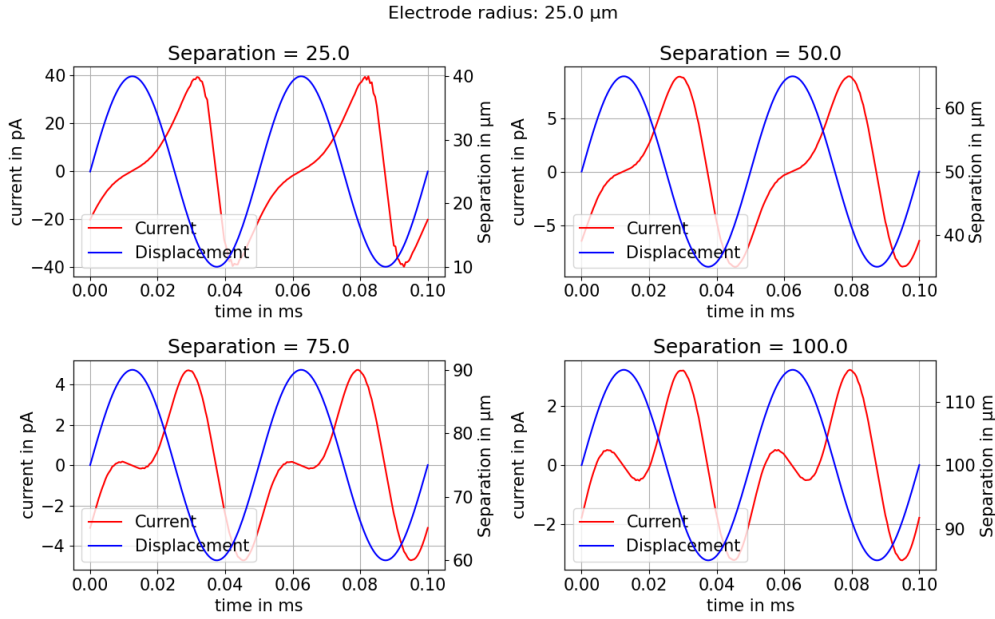 Electrode radius: 25.0 µm
Separation = 25.0
current in pA
40
20
0
−20
−40
Separation in µm
40
30
20
10
Current
Displacement
0.00 0.02 0.04 0.06 0.08 0.10
time in ms
Separation = 50.0
current in pA
5
0
−5
Separation in µm
60
50
40
Current
Displacement
0.00 0.02 0.04 0.06 0.08 0.10
time in ms
Separation = 75.0
current in pA
4
2
0
−2
−4
Separation in µm
90
80
70
60
Current
Displacement
0.00 0.02 0.04 0.06 0.08 0.10
time in ms
Separation = 100.0
current in pA
2
0
−2
Separation in µm
110
100
90
Current
Displacement
0.00 0.02 0.04 0.06 0.08 0.10
time in ms